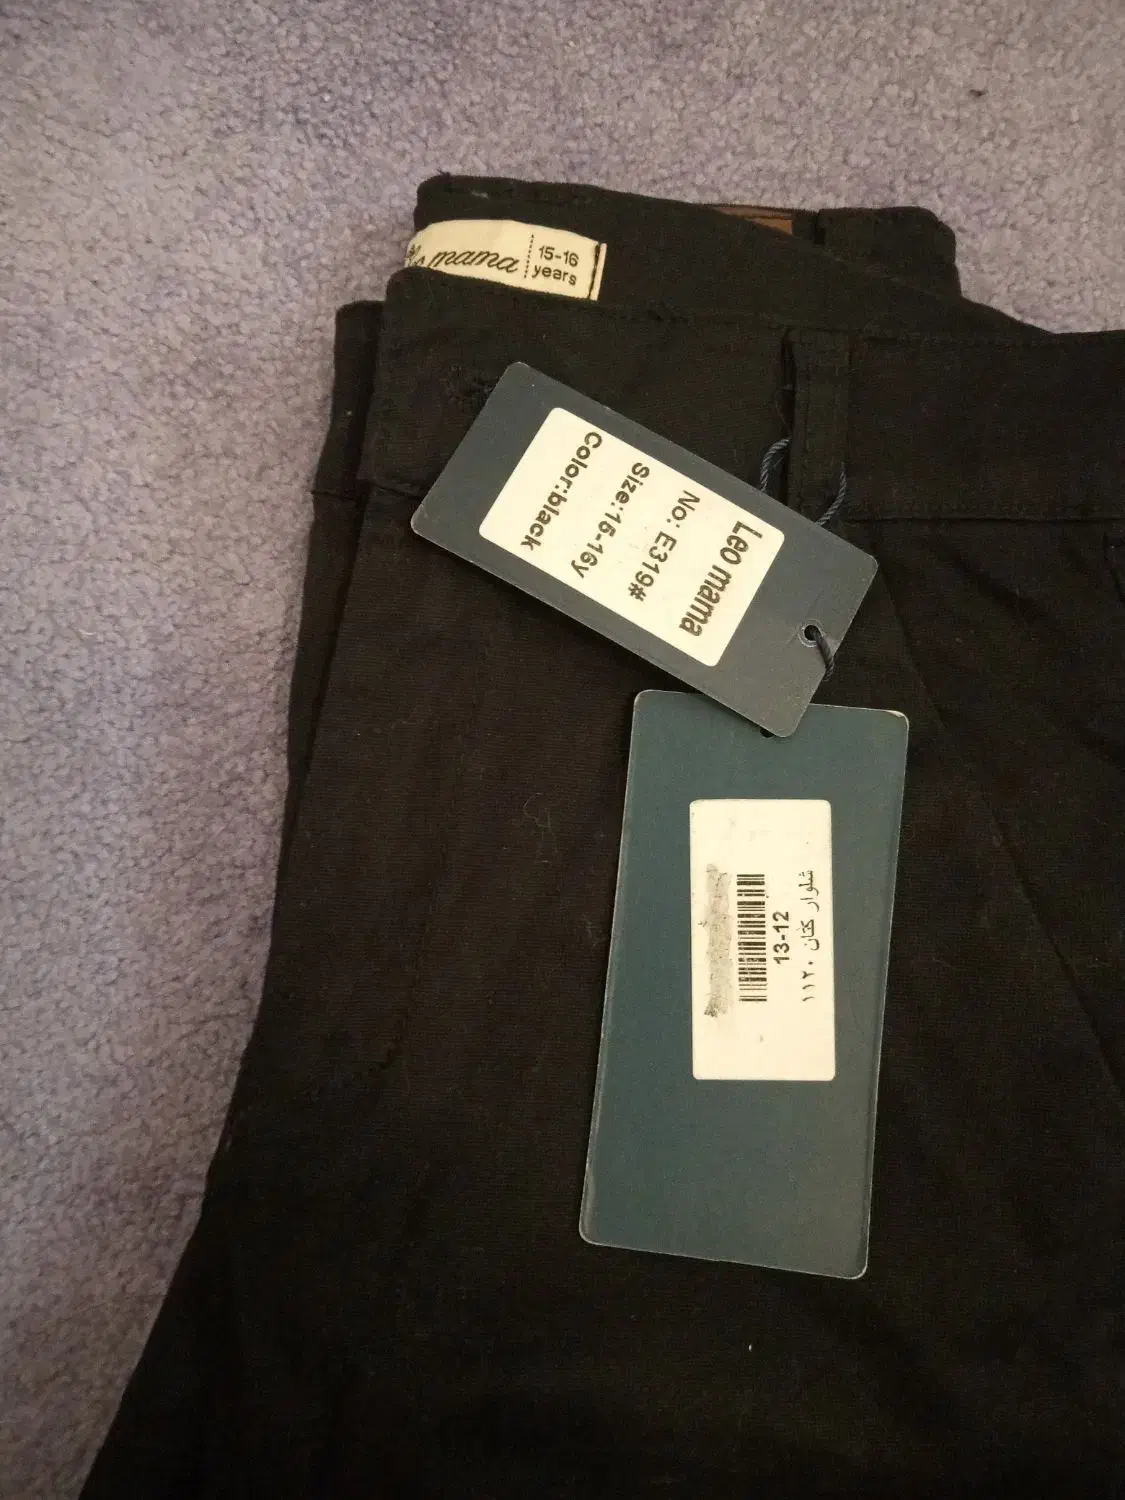 mama
15-16
years
Leo mama
No: E319#
Size:15-16y
Color:black
شلوار کتان ۱۱۲۰
13-12